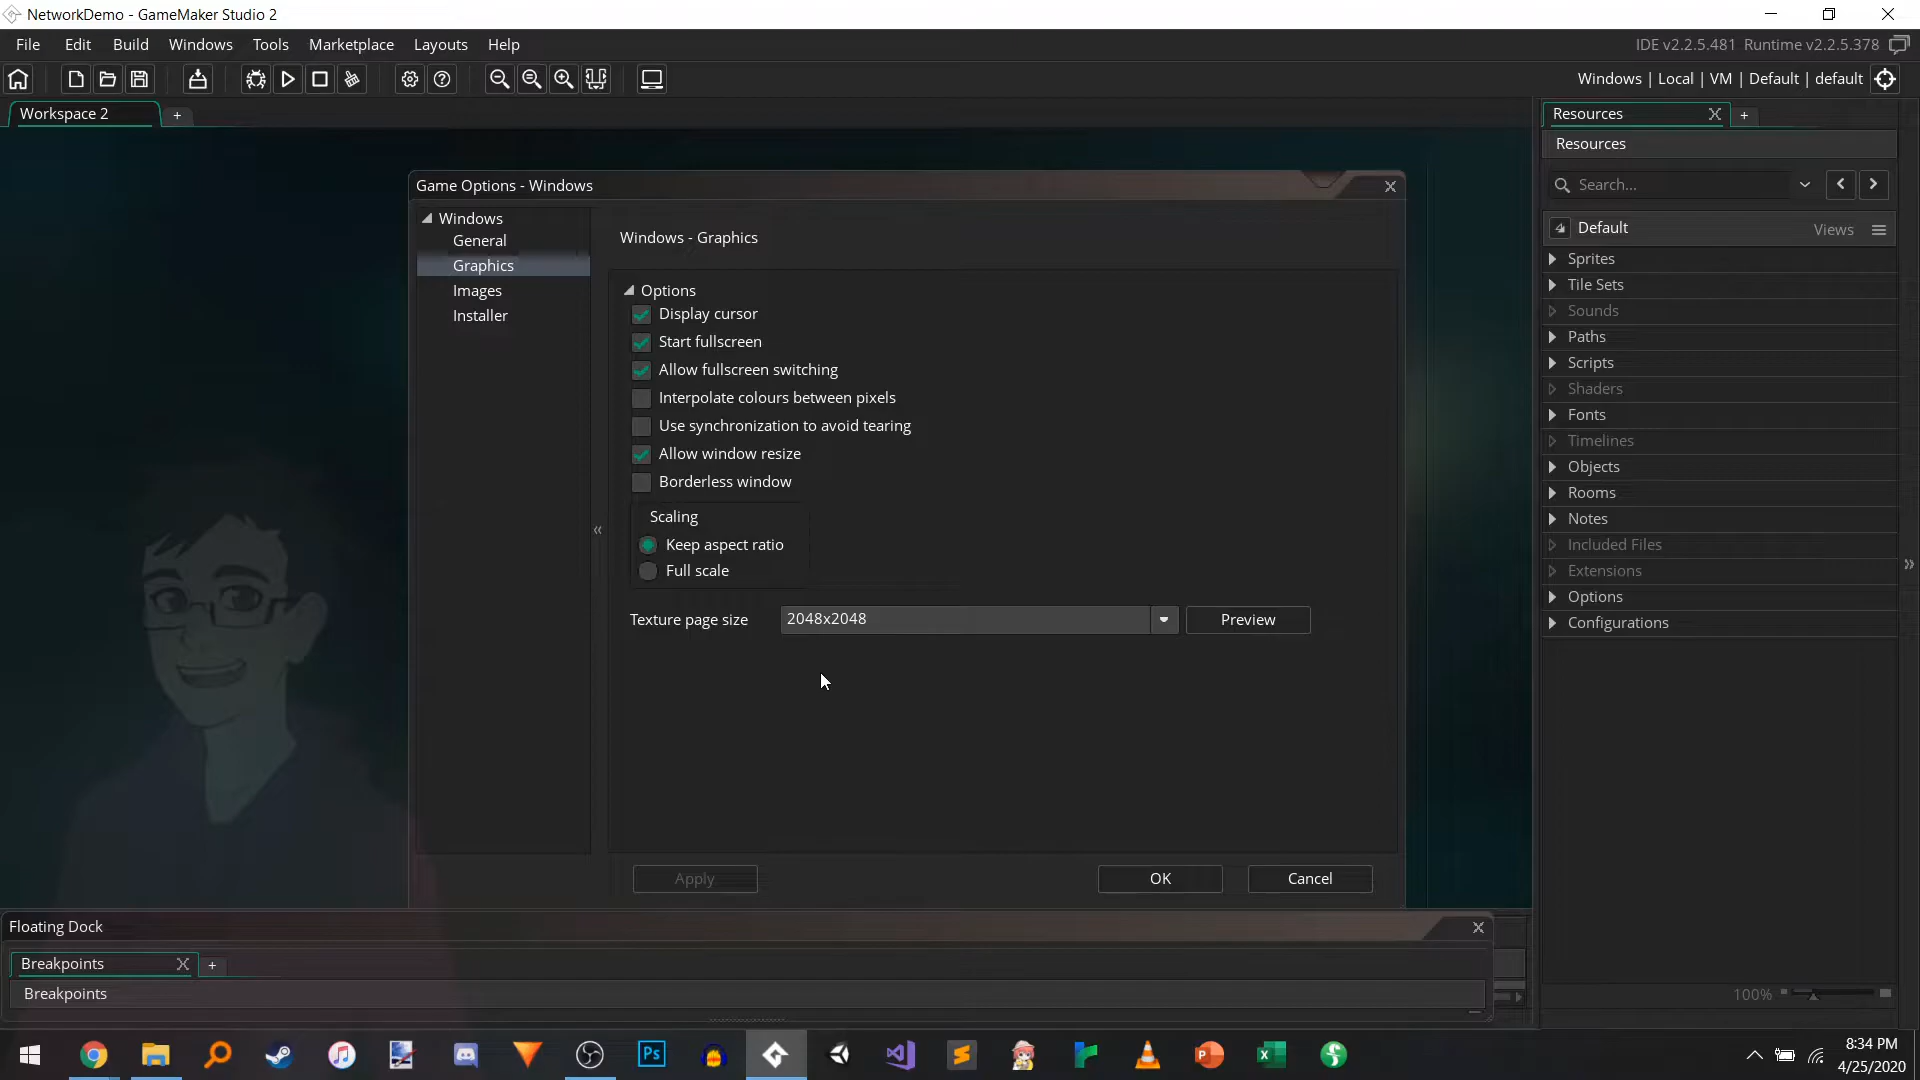 NetworkDemo - GameMaker Studio 2
File Edit Build Windows Tools Marketplace Layouts Help
IDE v2.2.5.481 Runtime v2.2.5.378
Windows | Local | VM | Default | default
Workspace 2
+
Resources
+
Resources
Search...
Default
Views
Sprites
Tile Sets
Sounds
Paths
Scripts
Shaders
Fonts
Timelines
Objects
Rooms
Notes
Included Files
Extensions
Options
Configurations
100%
Game Options - Windows
Windows
General
Graphics
Images
Installer
Windows - Graphics
Options
Display cursor
Start fullscreen
Allow fullscreen switching
Interpolate colours between pixels
Use synchronization to avoid tearing
Allow window resize
Borderless window
Scaling
Keep aspect ratio
Full scale
Texture page size
2048x2048
Preview
Apply
OK
Cancel
Floating Dock
Breakpoints
+
Breakpoints
Ps
8:34 PM
4/25/2020